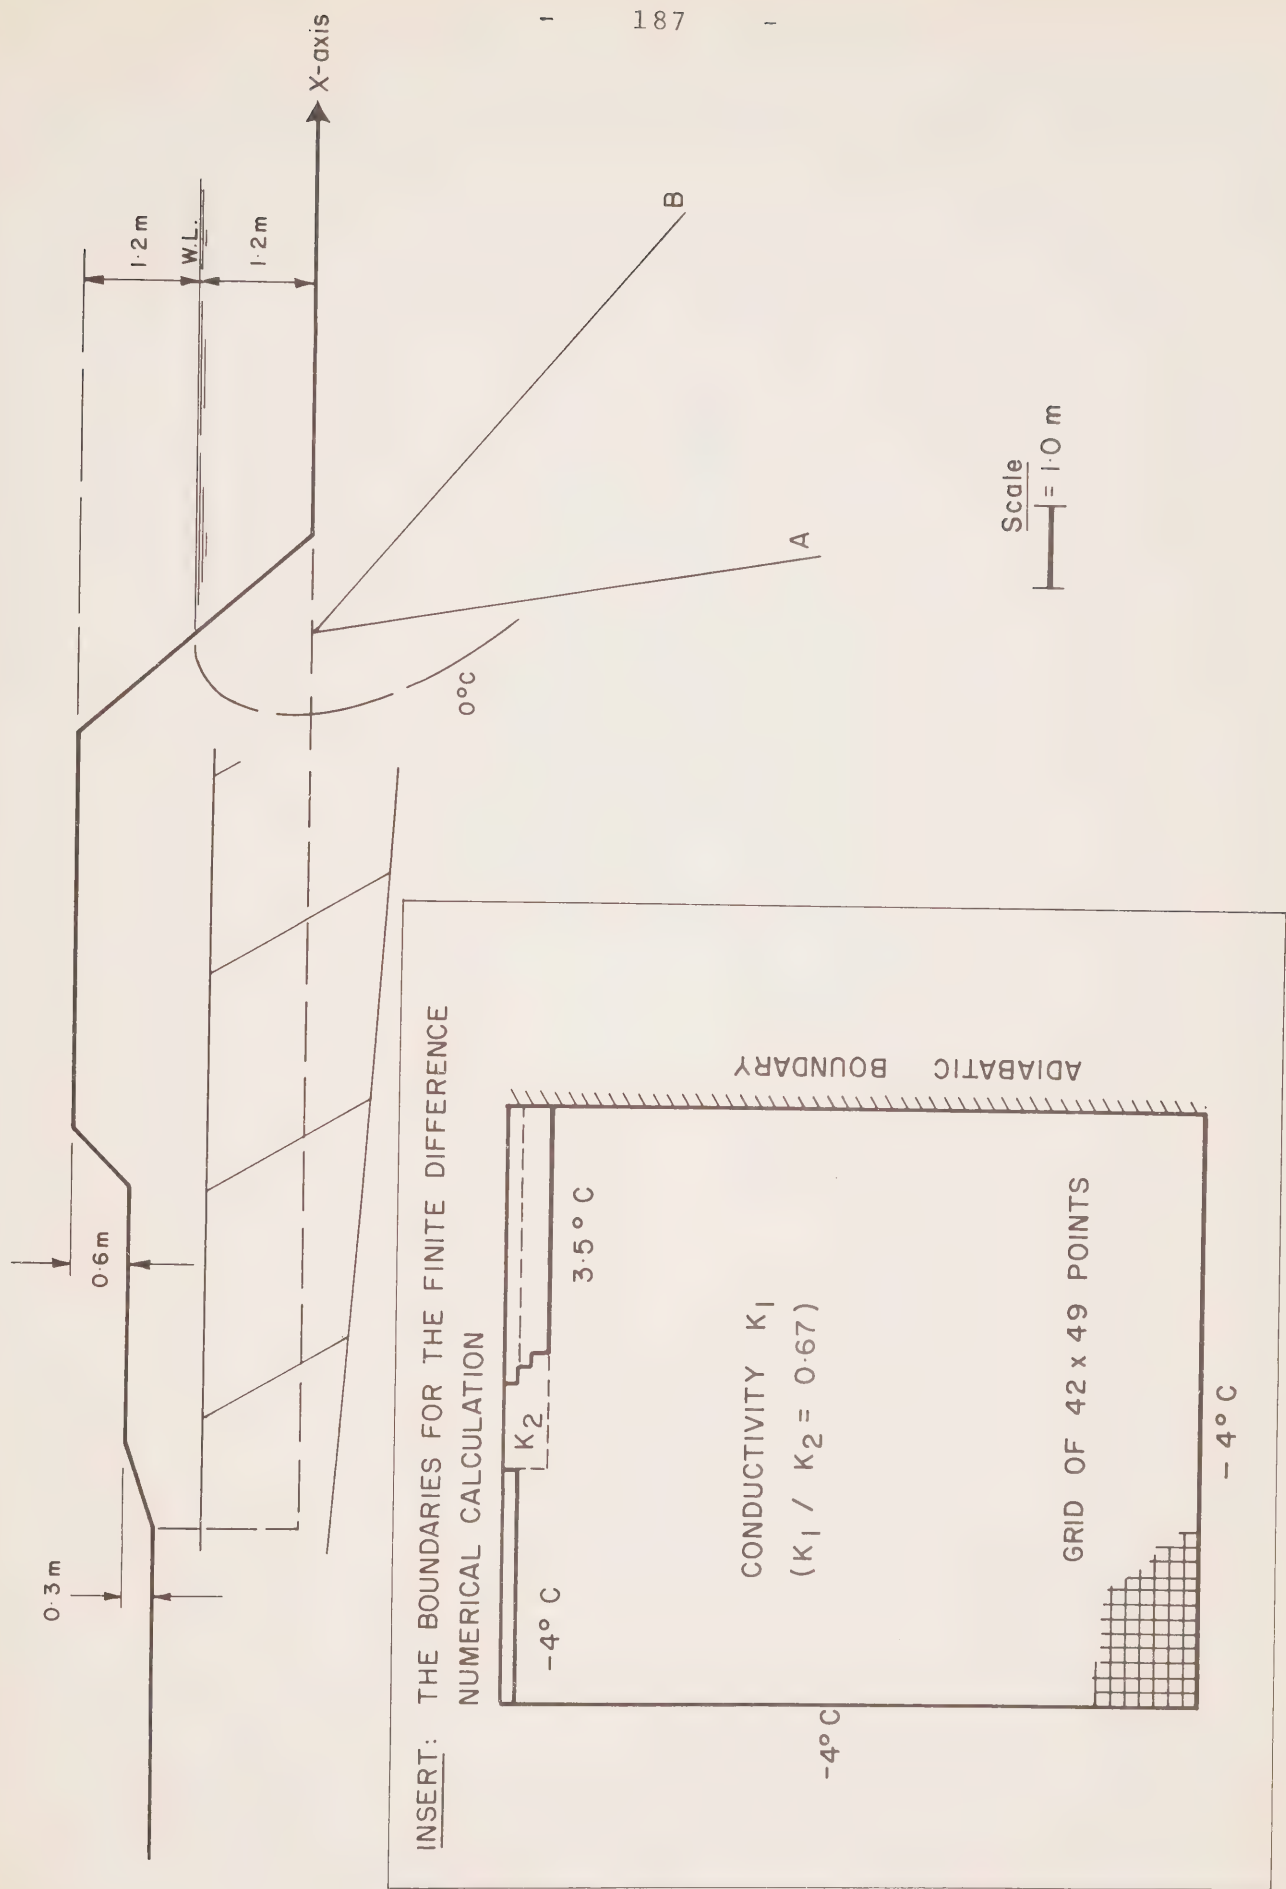 - 187 -
X-axis
1·2 m
W.L.
1·2 m
B
A
0°C
0·6 m
0·3 m
Scale
= 1·0 m
INSERT: THE BOUNDARIES FOR THE FINITE DIFFERENCE
NUMERICAL CALCULATION
ADIABATIC BOUNDARY
K2
3·5° C
-4° C
CONDUCTIVITY K1
(K1 / K2 = 0·67)
-4° C
GRID OF 42 x 49 POINTS
- 4° C